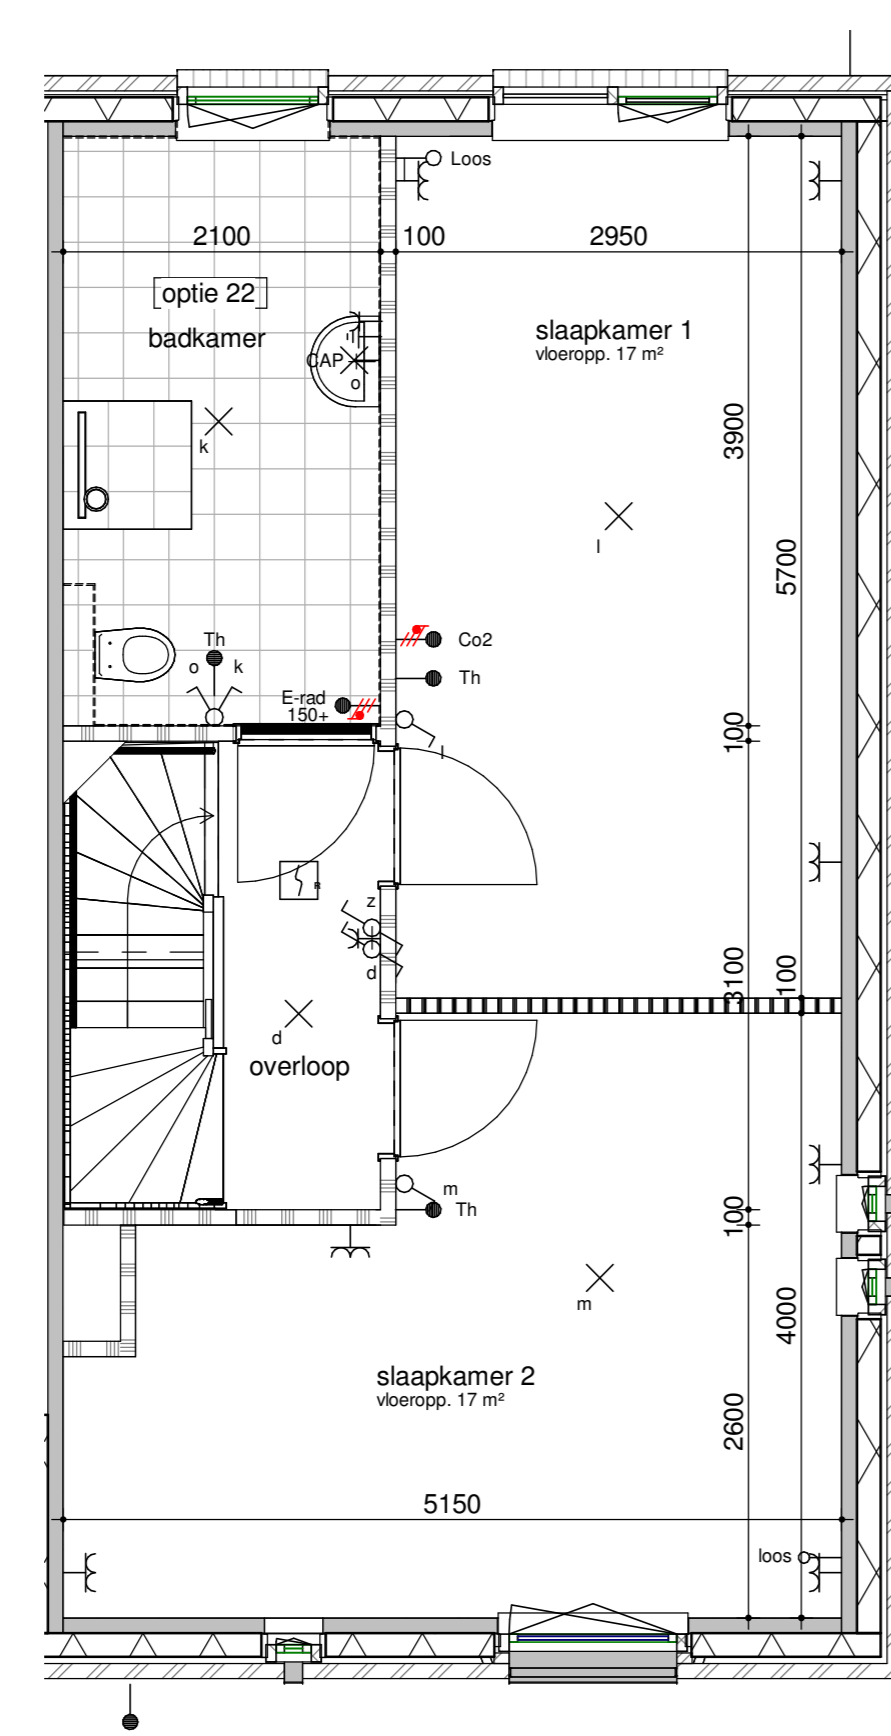 Loos
2100
100
2950
optie 22
badkamer
slaapkamer 1
vloeropp. 17 m²
CAP
o
k
3900
l
5700
Th
o
k
Co2
Th
E-rad
150+
100
l
R
z
d
3100
100
d
overloop
m
Th
100
m
4000
slaapkamer 2
vloeropp. 17 m²
2600
5150
loos